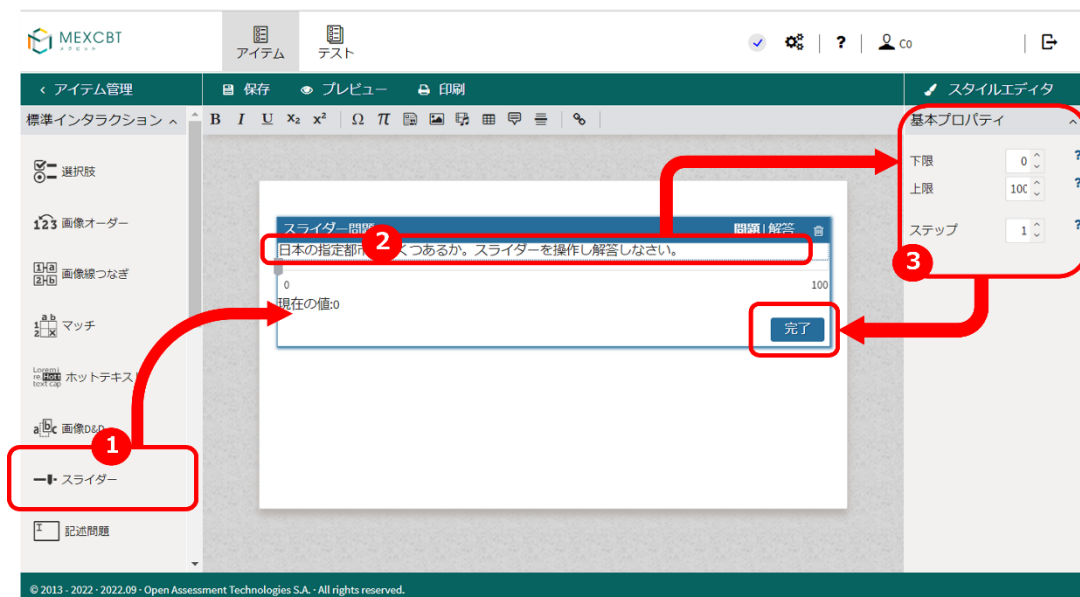 MEXCBT
メクビット
アイテム
テスト
?
co
アイテム管理
保存
プレビュー
印刷
スタイルエディタ
標準インタラクション
B I U X₂ x² Ω π
基本プロパティ
選択肢
下限 0 ?
上限 100 ?
ステップ 1 ?
3
123 画像オーダー
画像線つなぎ
マッチ
ホットテキス
a b c 画像D&D
1
スライダー
記述問題
スライダー問題
問題|解答
2
日本の指定都市 くつあるか。スライダーを操作し解答しなさい。
0 100
現在の値:0
完了
© 2013 - 2022 · 2022.09 · Open Assessment Technologies S.A. · All rights reserved.